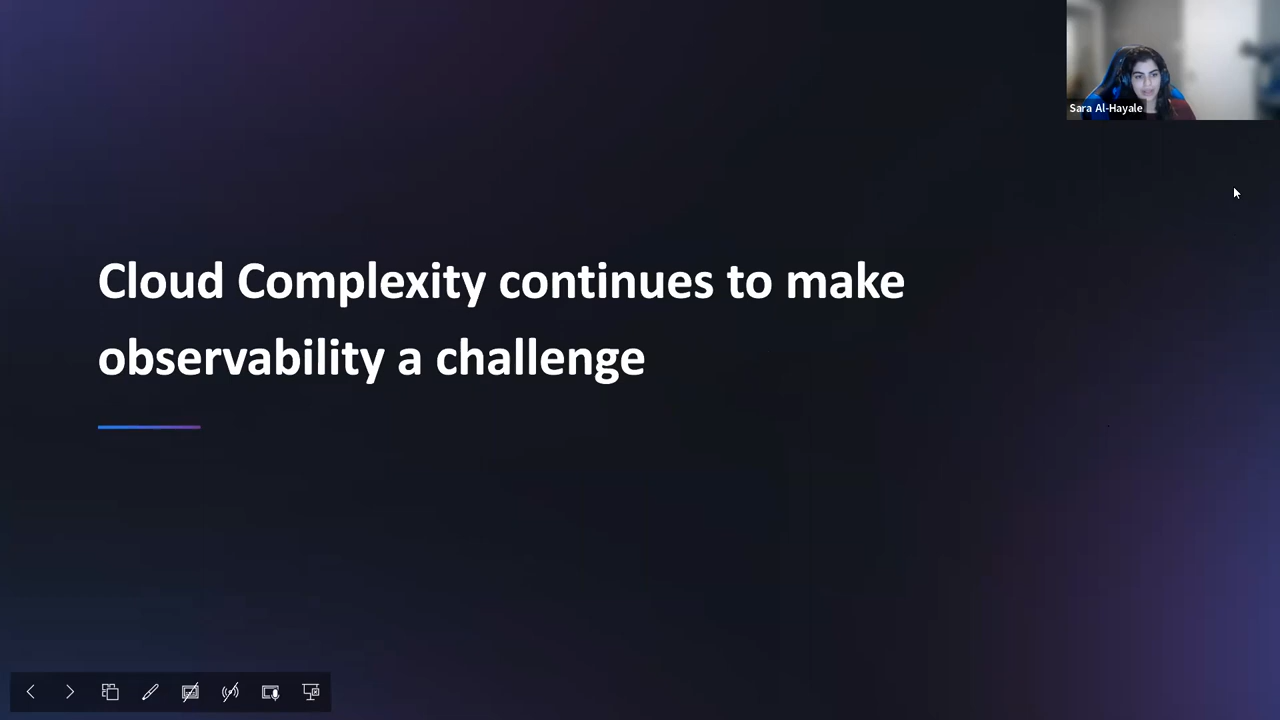 Sara Al-Hayale
Cloud Complexity continues to make
observability a challenge